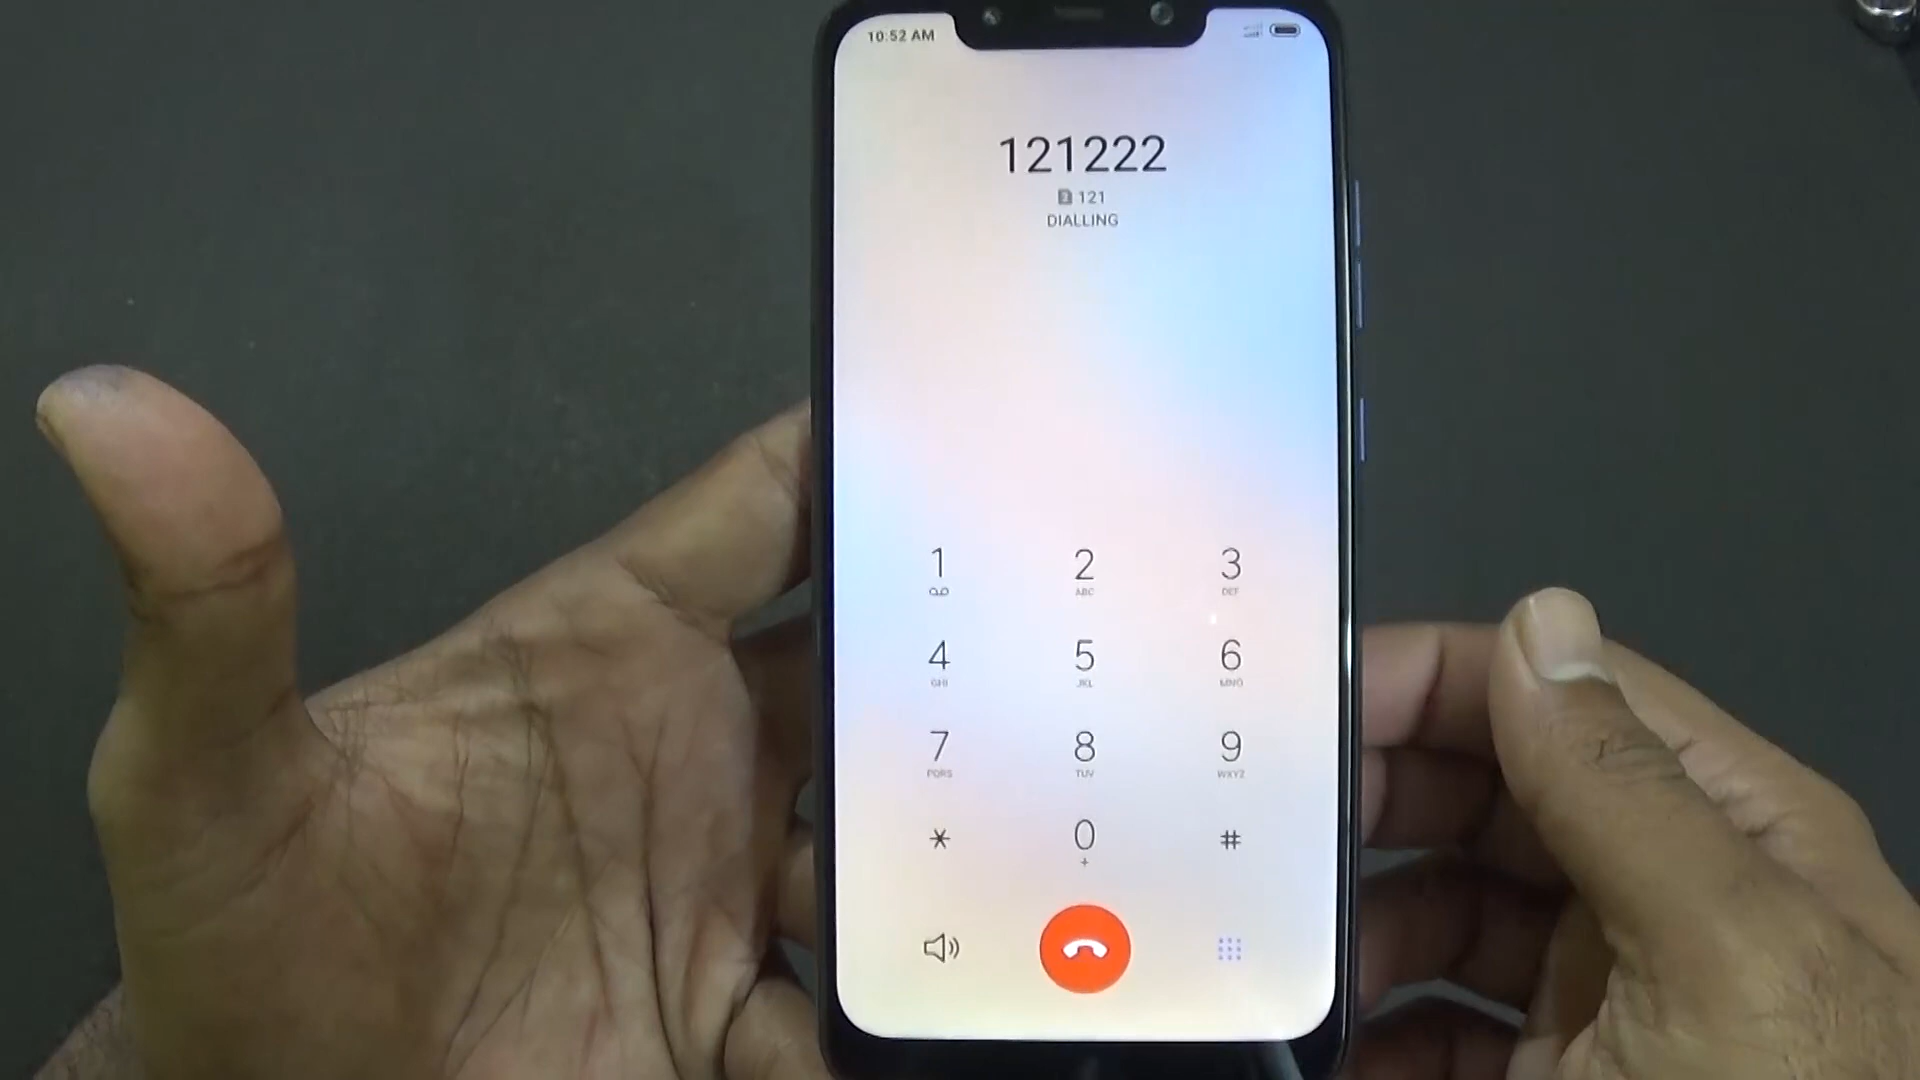 10:52 AM
121222
121
DIALLING
1 2 3
ABC DEF
4 5 6
GHI JKL MNO
7 8 9
PQRS TUV WXYZ
* 0 #
+